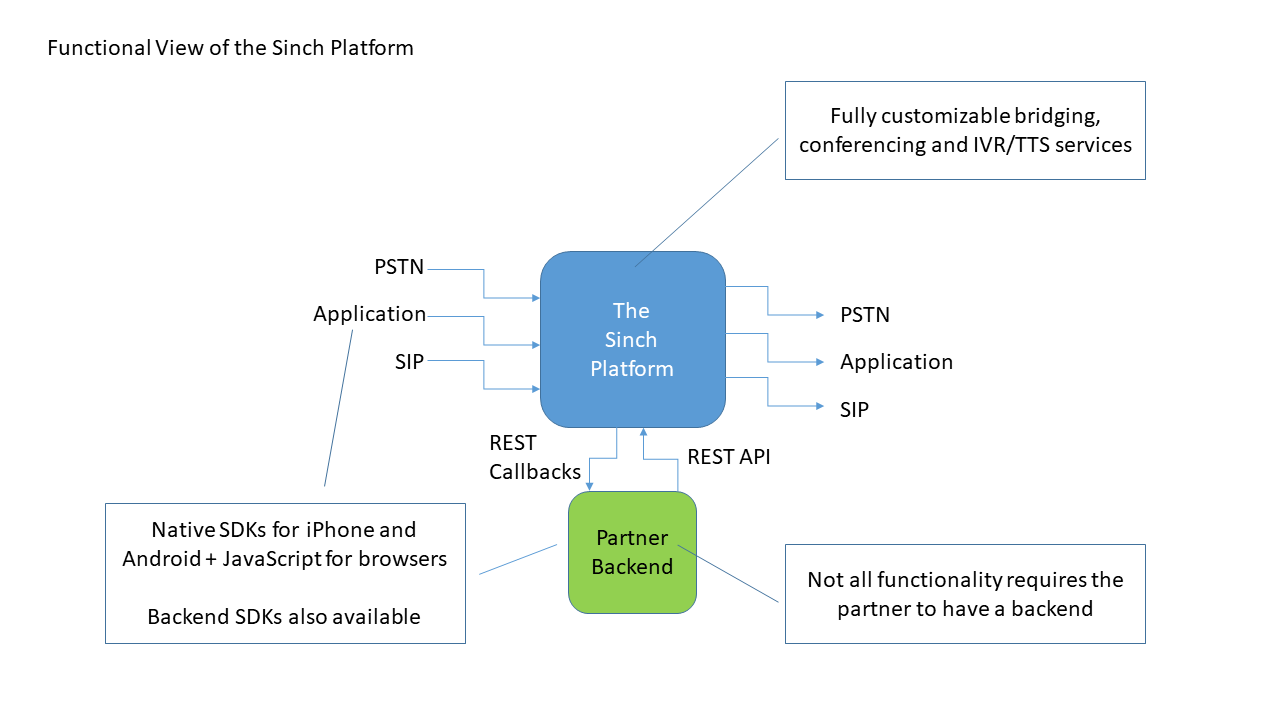 Functional View of the Sinch Platform
Fully customizable bridging,
conferencing and IVR/TTS services
PSTN
Application
SIP
The
Sinch
Platform
PSTN
Application
SIP
REST
Callbacks
REST API
Native SDKs for iPhone and
Android + JavaScript for browsers
Backend SDKs also available
Partner
Backend
Not all functionality requires the
partner to have a backend